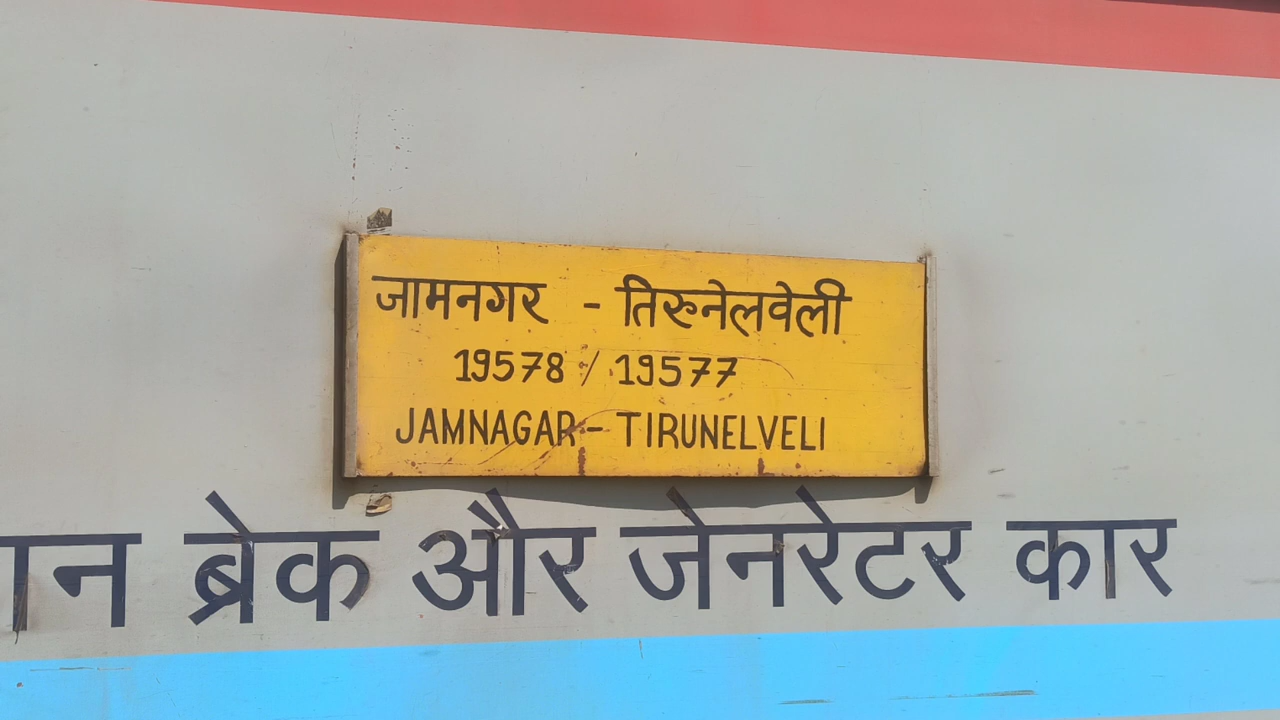 जामनगर - तिरुनेलवेली
19578 / 19577
JAMNAGAR - TIRUNELVELI
ब्रेक और जेनरेटर कार